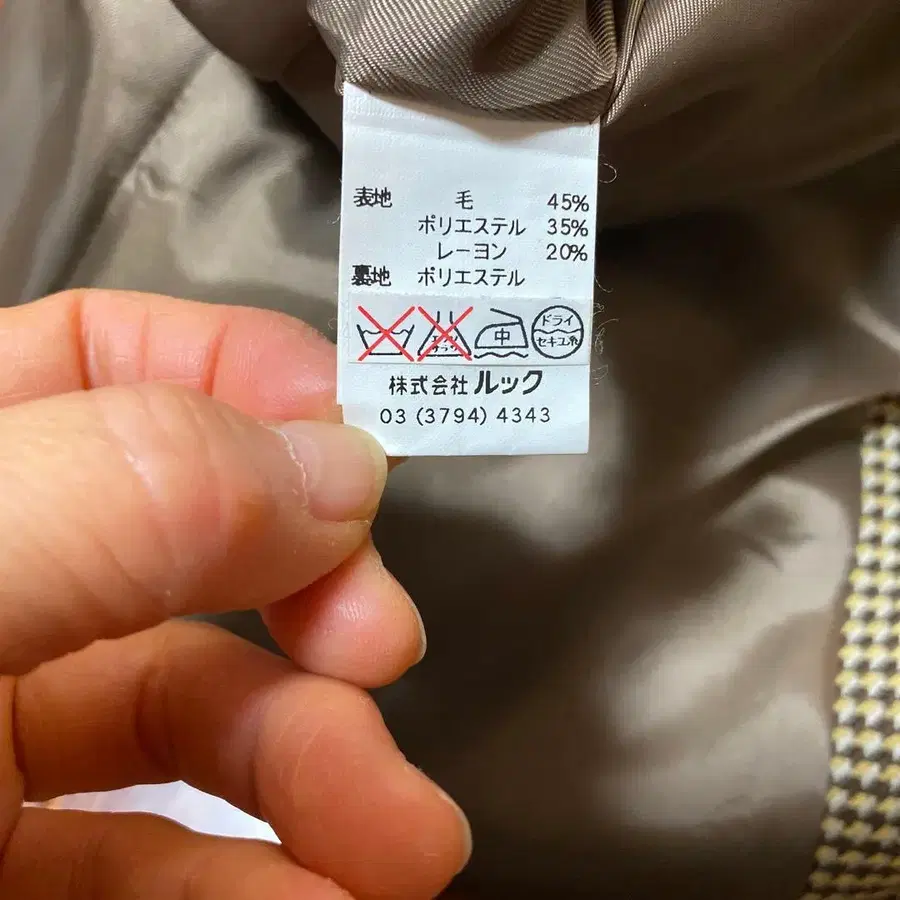 表地 毛 45%
ポリエステル 35%
レーヨン 20%
裏地 ポリエステル
中 ドライ
セキユ系
株式会社 ルック
03 (3794) 4343